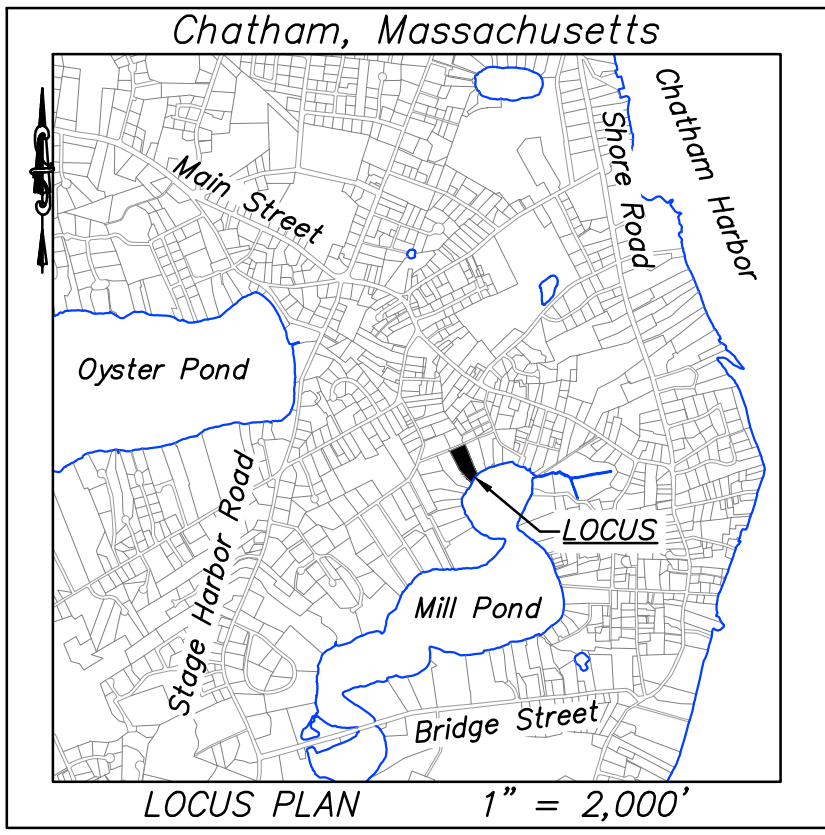 Chatham, Massachusetts
Main Street
Shore Road
Chatham Harbor
Oyster Pond
Stage Harbor Road
LOCUS
Mill Pond
Bridge Street
LOCUS PLAN 1" = 2,000'